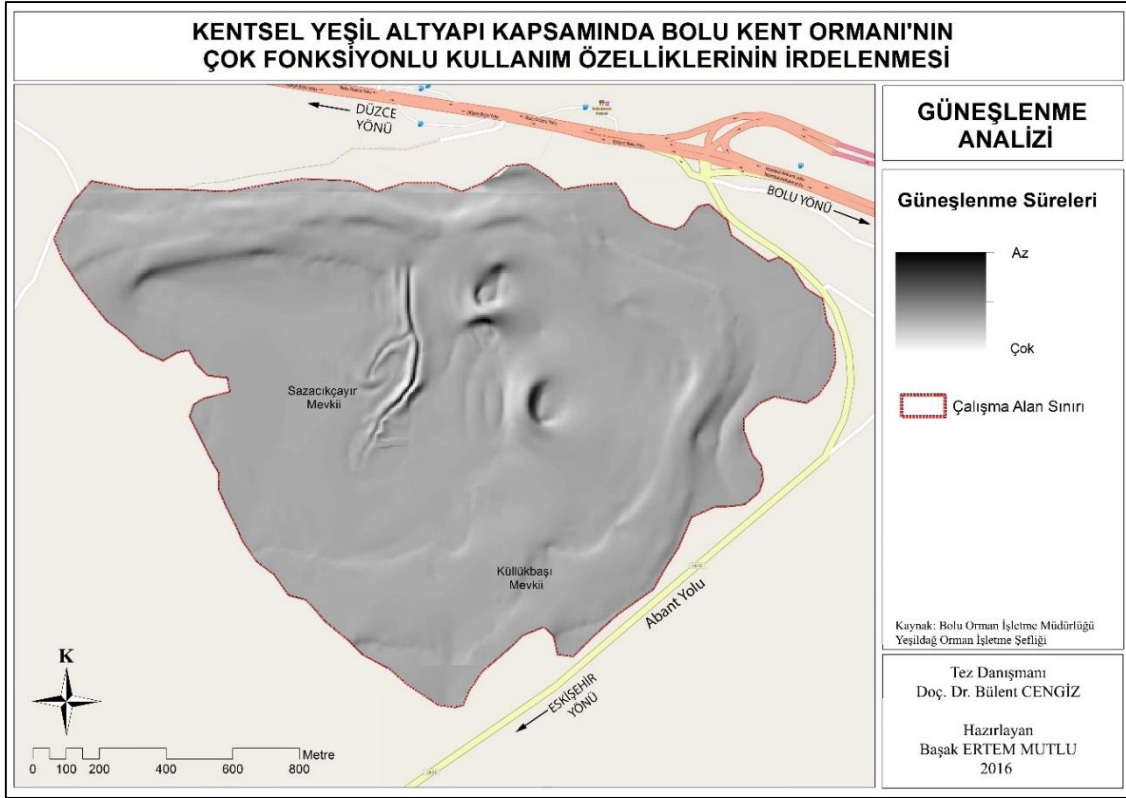 KENTSEL YEŞİL ALTYAPI KAPSAMINDA BOLU KENT ORMANI'NIN
ÇOK FONKSİYONLU KULLANIM ÖZELLİKLERİNİN İRDELENMESİ
DÜZCE
YÖNÜ
BOLU YÖNÜ
Sazacıkçayır
Mevkii
Küllükbaşı
Mevkii
Abant Yolu
ESKİŞEHİR
YÖNÜ
K
0 100 200 400 600 800
Metre
GÜNEŞLENME
ANALİZİ
Güneşlenme Süreleri
Az
Çok
Çalışma Alan Sınırı
Kaynak: Bolu Orman İşletme Müdürlüğü
Yeşildağ Orman İşletme Şefliği
Tez Danışmanı
Doç. Dr. Bülent CENGİZ
Hazırlayan
Başak ERTEM MUTLU
2016